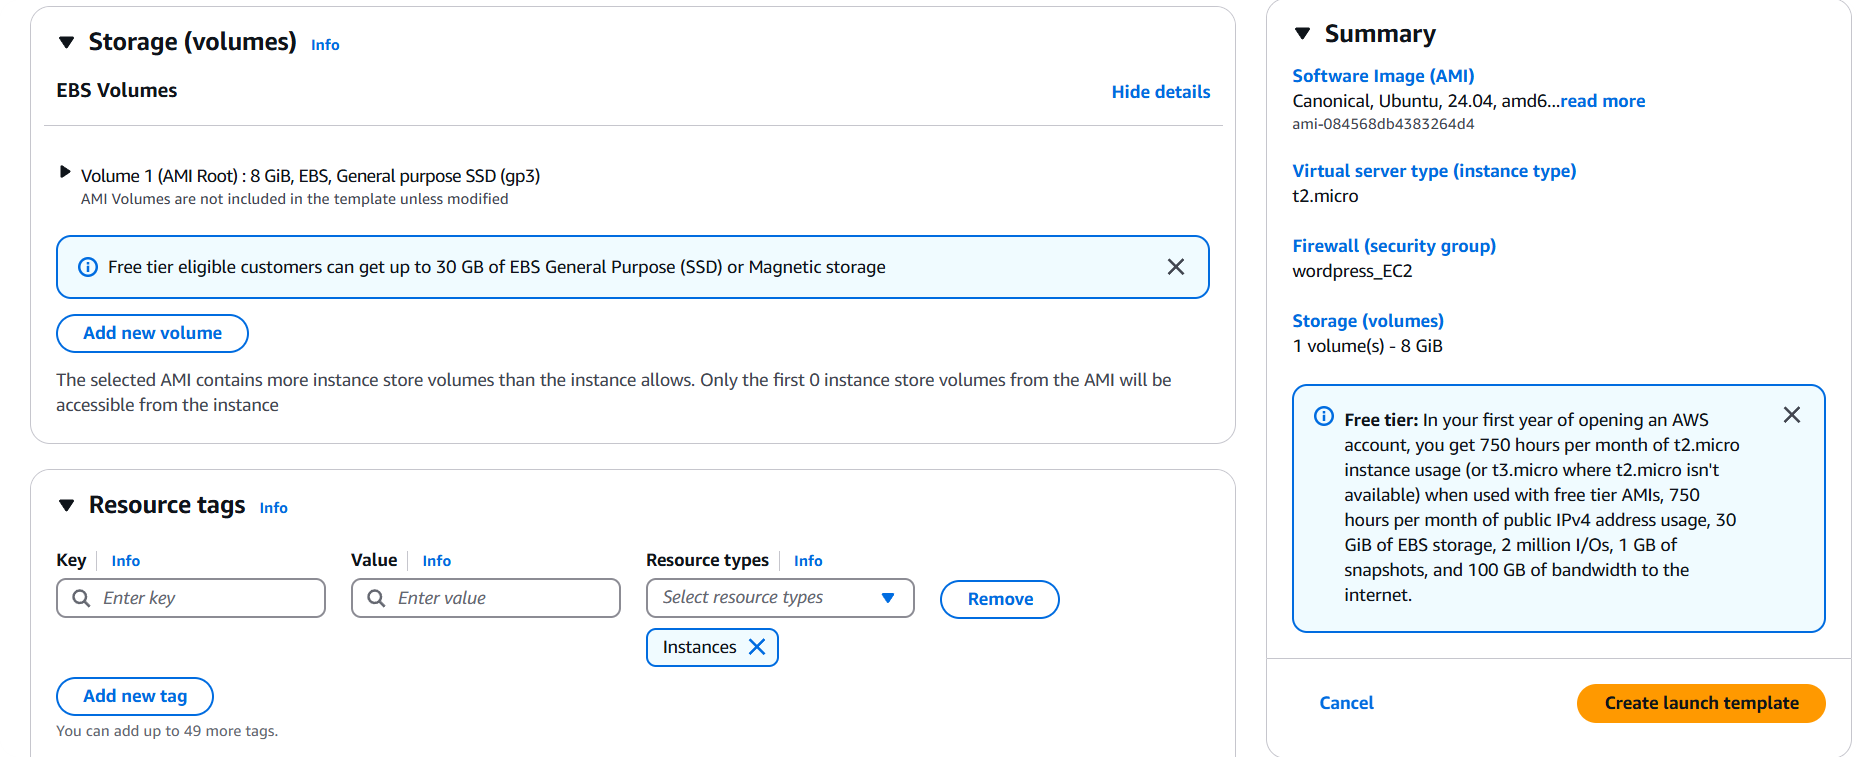 Storage (volumes) Info
EBS Volumes
Hide details
Volume 1 (AMI Root) : 8 GiB, EBS, General purpose SSD (gp3)
AMI Volumes are not included in the template unless modified
Free tier eligible customers can get up to 30 GB of EBS General Purpose (SSD) or Magnetic storage
Add new volume
The selected AMI contains more instance store volumes than the instance allows. Only the first 0 instance store volumes from the AMI will be
accessible from the instance
Resource tags Info
Key Info
Value Info
Resource types Info
Enter key
Enter value
Select resource types
Remove
Instances
Add new tag
You can add up to 49 more tags.
Summary
Software Image (AMI)
Canonical, Ubuntu, 24.04, amd6...read more
ami-084568db4383264d4
Virtual server type (instance type)
t2.micro
Firewall (security group)
wordpress_EC2
Storage (volumes)
1 volume(s) - 8 GiB
Free tier: In your first year of opening an AWS
account, you get 750 hours per month of t2.micro
instance usage (or t3.micro where t2.micro isn't
available) when used with free tier AMIs, 750
hours per month of public IPv4 address usage, 30
GiB of EBS storage, 2 million I/Os, 1 GB of
snapshots, and 100 GB of bandwidth to the
internet.
Cancel
Create launch template